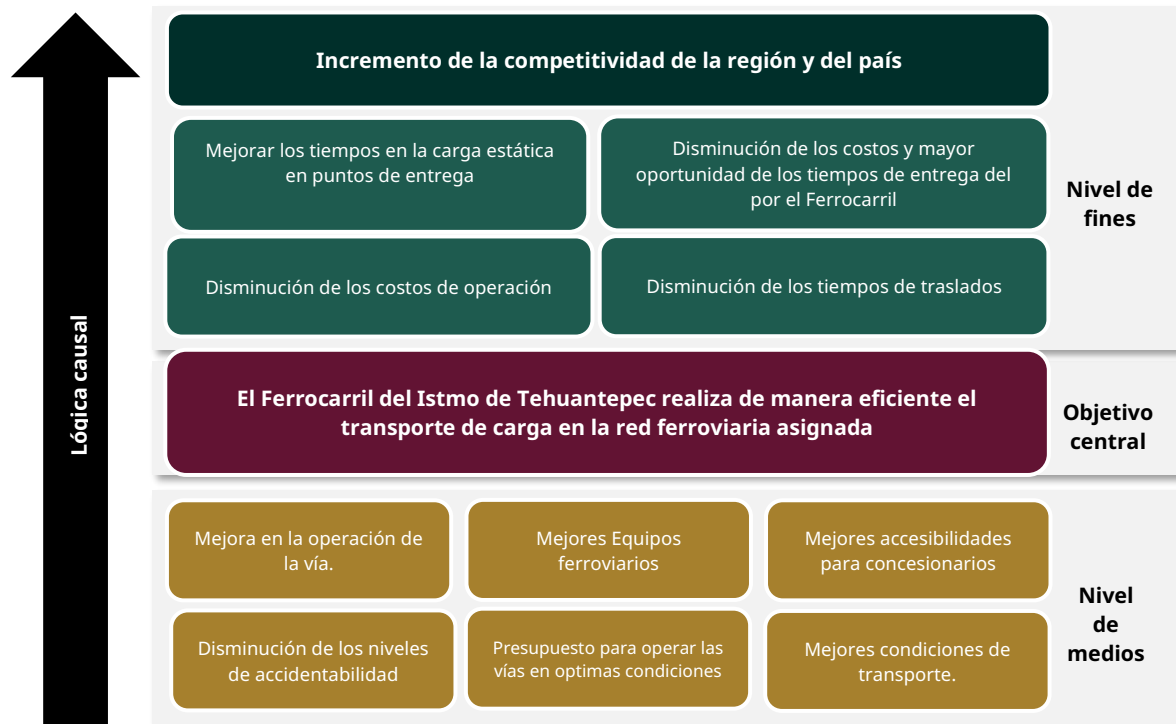 Incremento de la competitividad de la región y del país
Mejorar los tiempos en la carga estática
en puntos de entrega
Disminución de los costos y mayor
oportunidad de los tiempos de entrega del
por el Ferrocarril
Nivel de
fines
Disminución de los costos de operación
Disminución de los tiempos de traslados
Lógica causal
El Ferrocarril del Istmo de Tehuantepec realiza de manera eficiente el
transporte de carga en la red ferroviaria asignada
Objetivo
central
Mejora en la operación de
la vía.
Mejores Equipos
ferroviarios
Mejores accesibilidades
para concesionarios
Nivel
de
medios
Disminución de los niveles
de accidentabilidad
Presupuesto para operar las
vías en optimas condiciones
Mejores condiciones de
transporte.